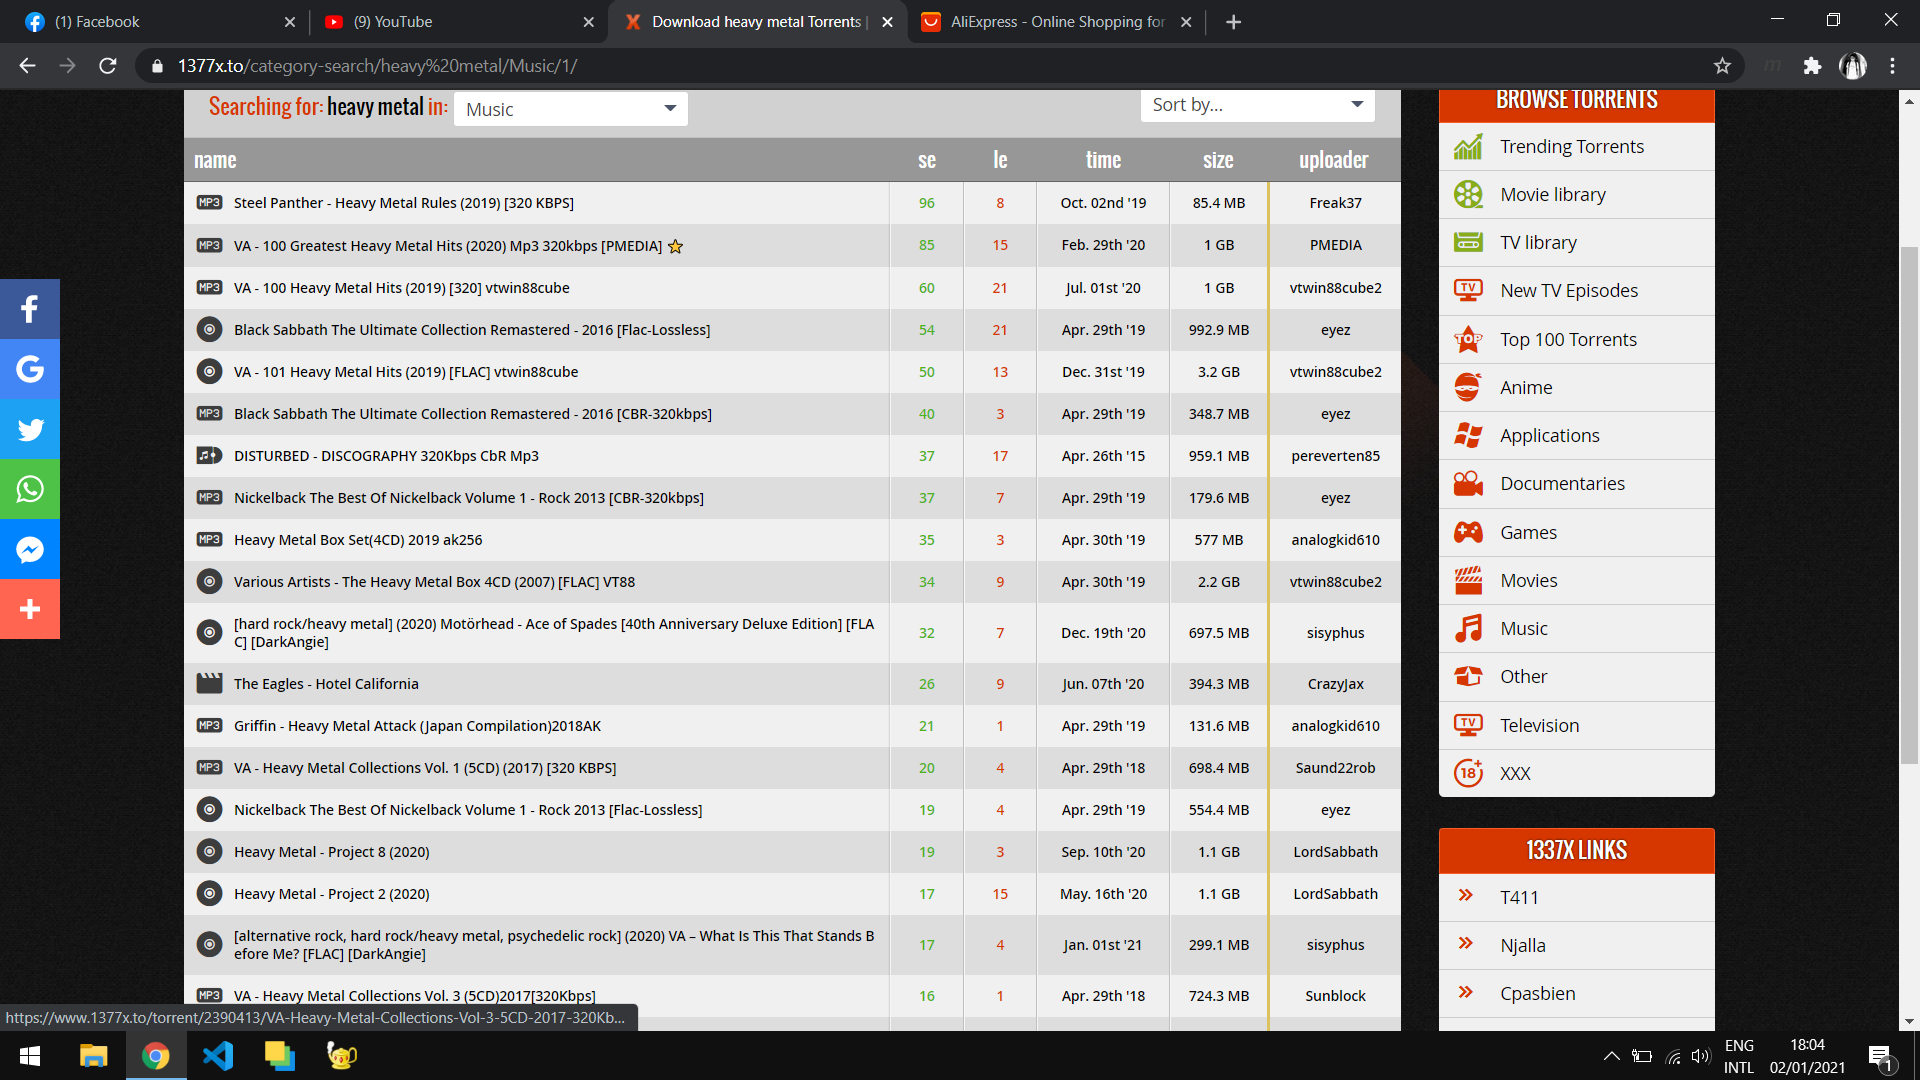 (1) Facebook
(9) YouTube
Download heavy metal Torrents |
AliExpress - Online Shopping for
1377x.to/category-search/heavy%20metal/Music/1/
Searching for: heavy metal in: Music
Sort by...
name se le time size uploader
MP3 Steel Panther - Heavy Metal Rules (2019) [320 KBPS] 96 8 Oct. 02nd '19 85.4 MB Freak37
MP3 VA - 100 Greatest Heavy Metal Hits (2020) Mp3 320kbps [PMEDIA] 85 15 Feb. 29th '20 1 GB PMEDIA
MP3 VA - 100 Heavy Metal Hits (2019) [320] vtwin88cube 60 21 Jul. 01st '20 1 GB vtwin88cube2
Black Sabbath The Ultimate Collection Remastered - 2016 [Flac-Lossless] 54 21 Apr. 29th '19 992.9 MB eyez
VA - 101 Heavy Metal Hits (2019) [FLAC] vtwin88cube 50 13 Dec. 31st '19 3.2 GB vtwin88cube2
MP3 Black Sabbath The Ultimate Collection Remastered - 2016 [CBR-320kbps] 40 3 Apr. 29th '19 348.7 MB eyez
DISTURBED - DISCOGRAPHY 320Kbps CbR Mp3 37 17 Apr. 26th '15 959.1 MB pereverten85
MP3 Nickelback The Best Of Nickelback Volume 1 - Rock 2013 [CBR-320kbps] 37 7 Apr. 29th '19 179.6 MB eyez
MP3 Heavy Metal Box Set(4CD) 2019 ak256 35 3 Apr. 30th '19 577 MB analogkid610
Various Artists - The Heavy Metal Box 4CD (2007) [FLAC] VT88 34 9 Apr. 30th '19 2.2 GB vtwin88cube2
[hard rock/heavy metal] (2020) Motörhead - Ace of Spades [40th Anniversary Deluxe Edition] [FLA
C] [DarkAngie] 32 7 Dec. 19th '20 697.5 MB sisyphus
The Eagles - Hotel California 26 9 Jun. 07th '20 394.3 MB CrazyJax
MP3 Griffin - Heavy Metal Attack (Japan Compilation)2018AK 21 1 Apr. 29th '19 131.6 MB analogkid610
MP3 VA - Heavy Metal Collections Vol. 1 (5CD) (2017) [320 KBPS] 20 4 Apr. 29th '18 698.4 MB Saund22rob
Nickelback The Best Of Nickelback Volume 1 - Rock 2013 [Flac-Lossless] 19 4 Apr. 29th '19 554.4 MB eyez
Heavy Metal - Project 8 (2020) 19 3 Sep. 10th '20 1.1 GB LordSabbath
Heavy Metal - Project 2 (2020) 17 15 May. 16th '20 1.1 GB LordSabbath
[alternative rock, hard rock/heavy metal, psychedelic rock] (2020) VA – What Is This That Stands B
efore Me? [FLAC] [DarkAngie] 17 4 Jan. 01st '21 299.1 MB sisyphus
MP3 VA - Heavy Metal Collections Vol. 3 (5CD)2017[320Kbps] 16 1 Apr. 29th '18 724.3 MB Sunblock
BROWSE TORRENTS
Trending Torrents
Movie library
TV library
TV New TV Episodes
TOP Top 100 Torrents
Anime
Applications
Documentaries
Games
Movies
Music
Other
TV Television
18+ XXX
1337X LINKS
T411
Njalla
Cpasbien
https://www.1377x.to/torrent/2390413/VA-Heavy-Metal-Collections-Vol-3-5CD-2017-320Kb...
ENG
INTL
18:04
02/01/2021
1